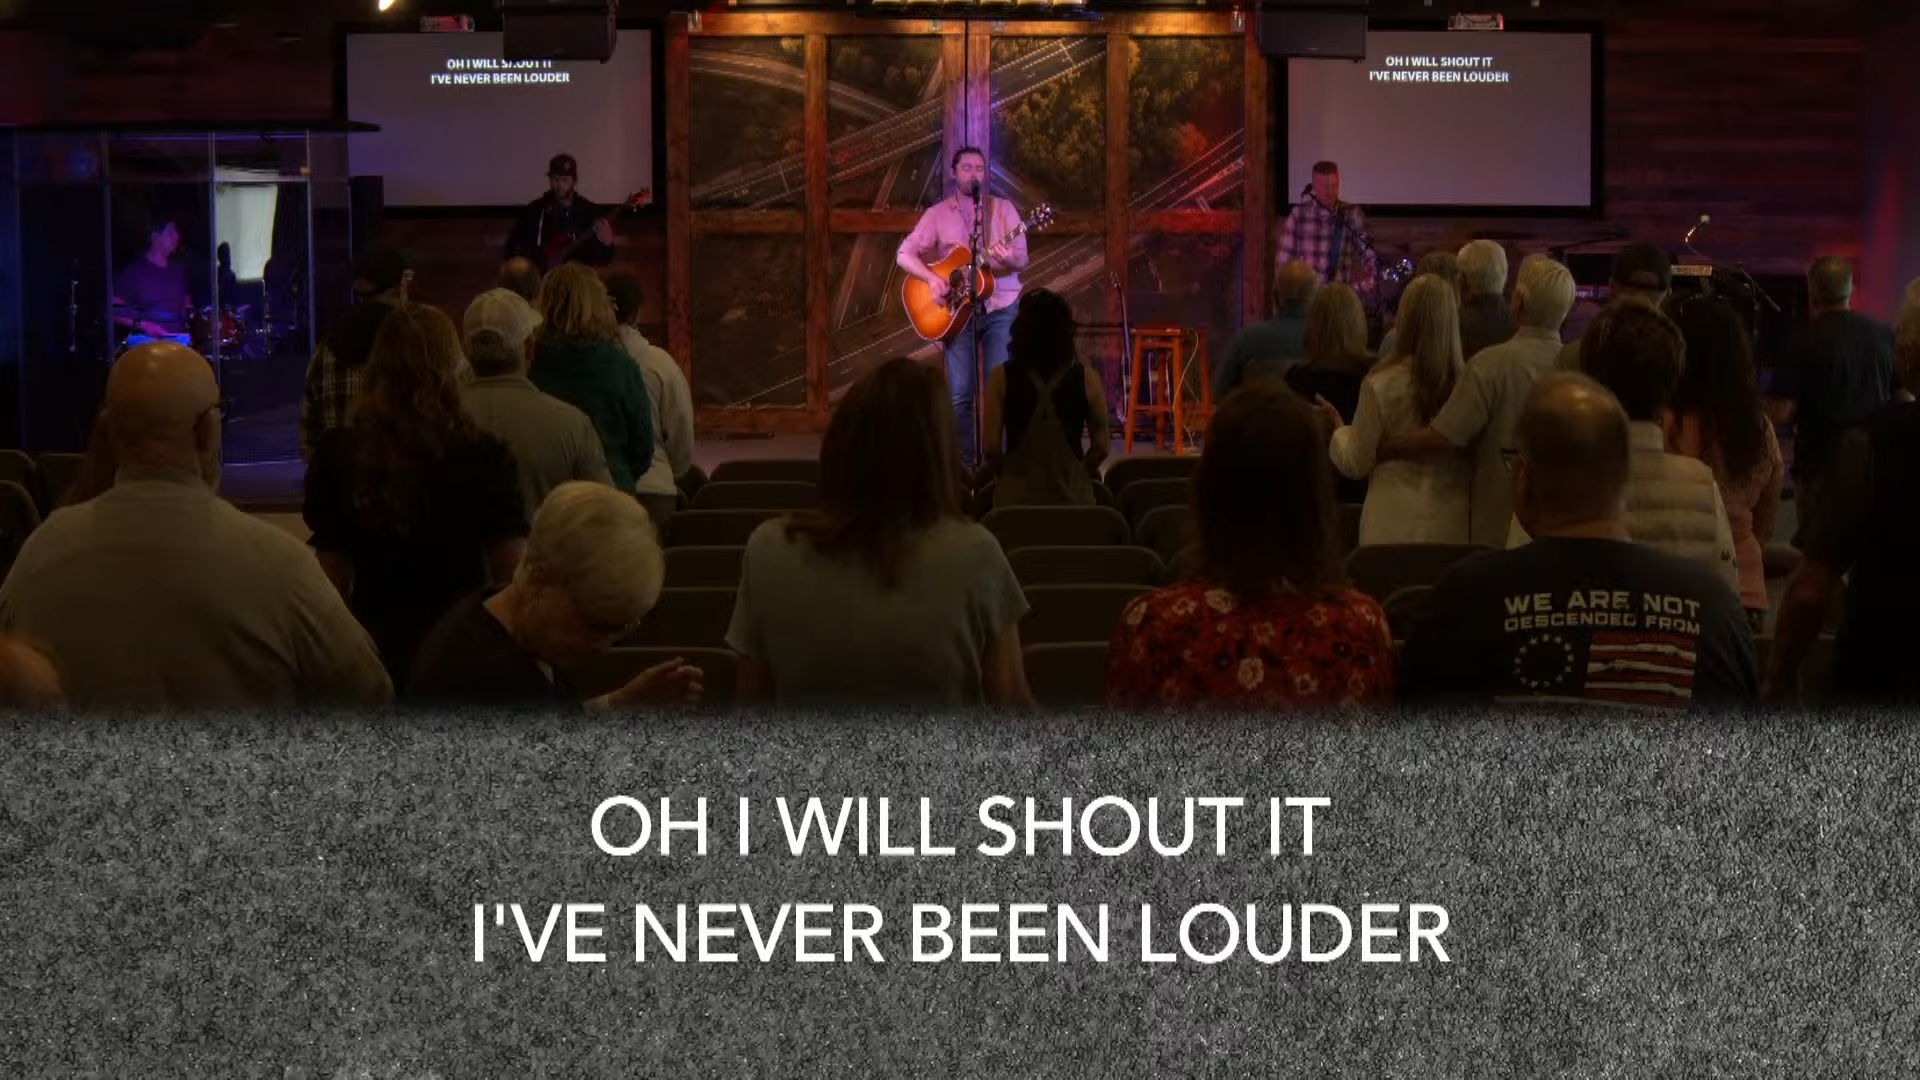 OH I WILL SHOUT IT
I'VE NEVER BEEN LOUDER
OH I WILL SHOUT IT
I'VE NEVER BEEN LOUDER
WE ARE NOT
DESCENDED FROM
OH I WILL SHOUT IT
I'VE NEVER BEEN LOUDER